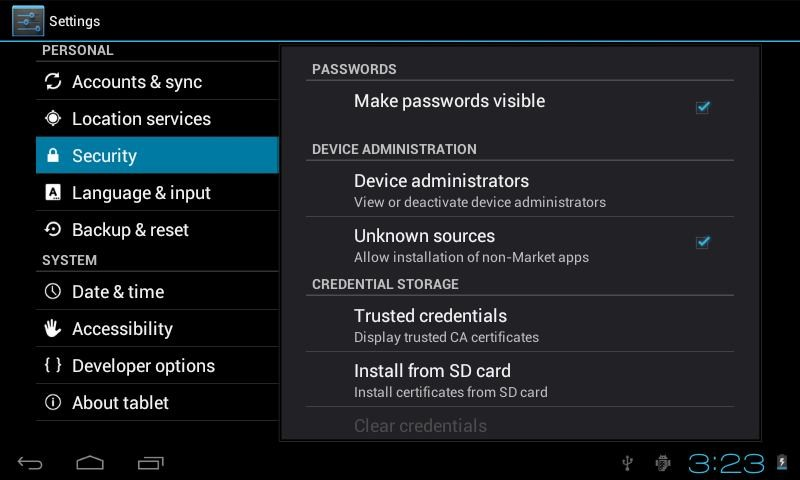 Settings
PERSONAL
Accounts & sync
Location services
Security
Language & input
Backup & reset
SYSTEM
Date & time
Accessibility
Developer options
About tablet
PASSWORDS
Make passwords visible
DEVICE ADMINISTRATION
Device administrators
View or deactivate device administrators
Unknown sources
Allow installation of non-Market apps
CREDENTIAL STORAGE
Trusted credentials
Display trusted CA certificates
Install from SD card
Install certificates from SD card
Clear credentials
3:23